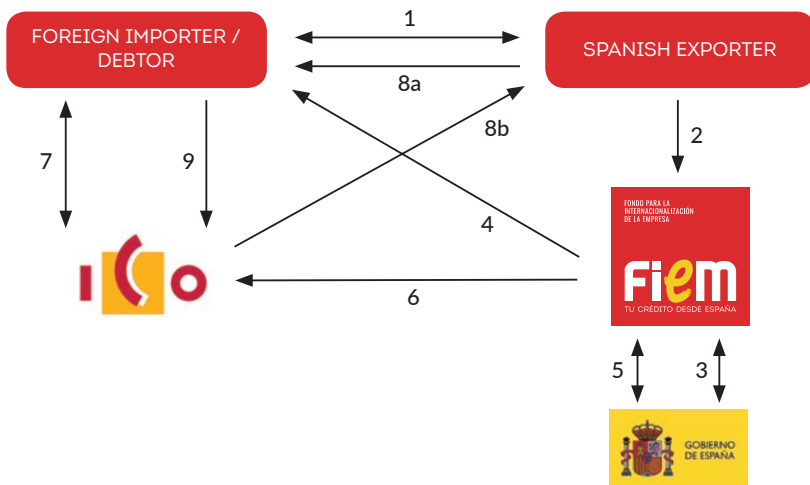 FOREIGN IMPORTER /
DEBTOR
1
SPANISH EXPORTER
8a
8b
2
7
9
FONDO PARA LA
INTERNACIONALIZACIÓN
DE LA EMPRESA
4
ICO
Fiem
TU CRÉDITO DESDE ESPAÑA
6
5
3
GOBIERNO
DE ESPAÑA